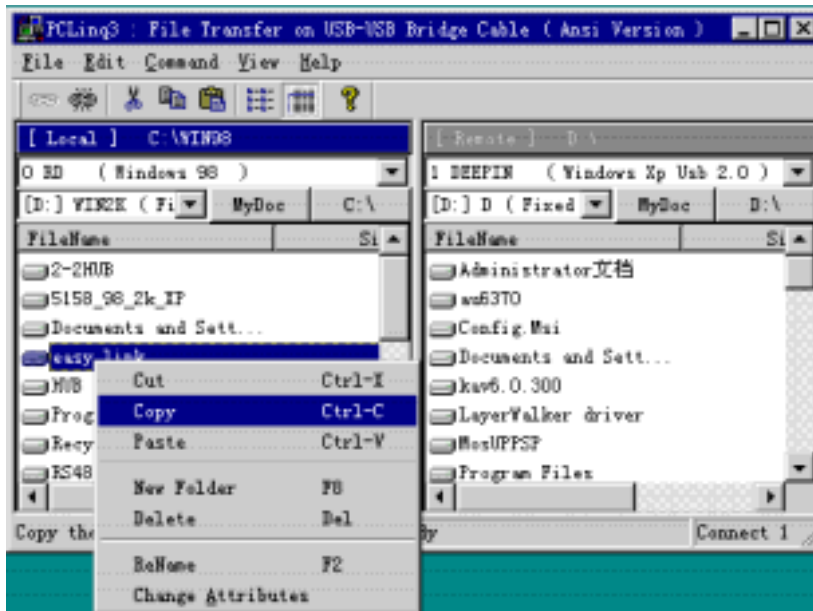 PCLinq3 : File Transfer on USB-USB Bridge Cable ( Ansi Version )
File Edit Command View Help
[ Local ] C:\WIN98
[ Remote ] D:\
0 RD ( Windows 98 )
1 DEEPIN ( Windows Xp Usb 2.0 )
[D:] WIN2K ( Fi
MyDoc
C:\
[D:] D ( Fixed
MyDoc
D:\
FileName Si
2-2HUB
5158_98_2k_XP
Documents and Sett...
easy link
HUB
Prog
Recy
RS48
FileName Si
Administrator文档
Config.Msi
Documents and Sett...
kav6.0.300
LayerWalker driver
MosUPPSP
Program Files
Cut Ctrl-X
Copy Ctrl-C
Paste Ctrl-V
New Folder F8
Delete Del
ReName F2
Change Attributes
Copy the
Connect 1